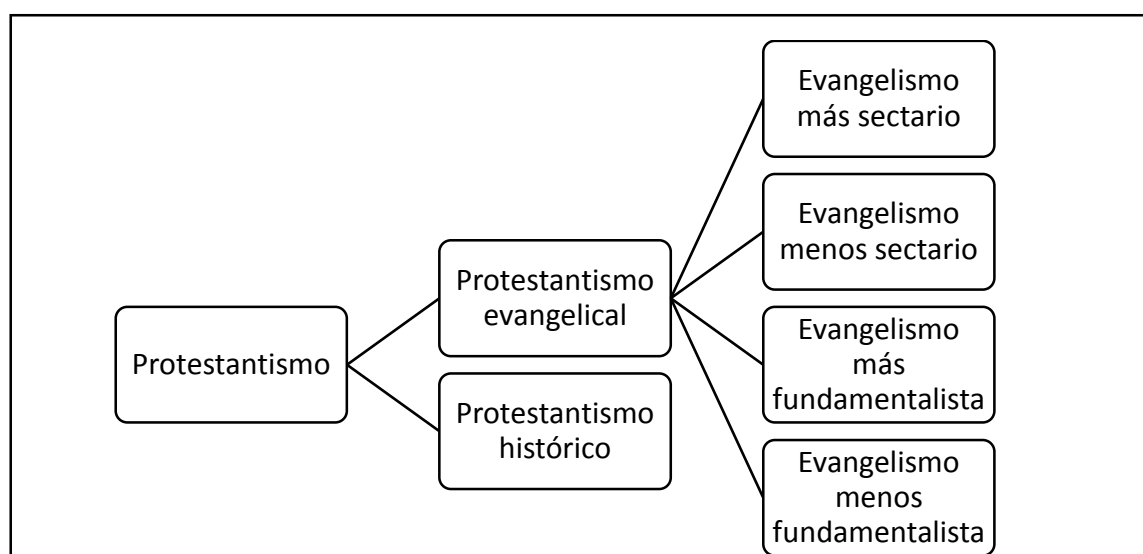 Protestantismo
Protestantismo
evangelical
Protestantismo
histórico
Evangelismo
más sectario
Evangelismo
menos sectario
Evangelismo
más
fundamentalista
Evangelismo
menos
fundamentalista